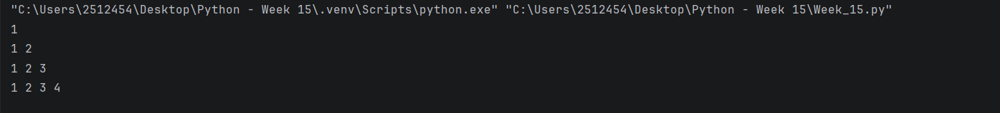 "C:\Users\2512454\Desktop\Python - Week 15\.venv\Scripts\python.exe" "C:\Users\2512454\Desktop\Python - Week 15\Week_15.py"
1
1 2
1 2 3
1 2 3 4